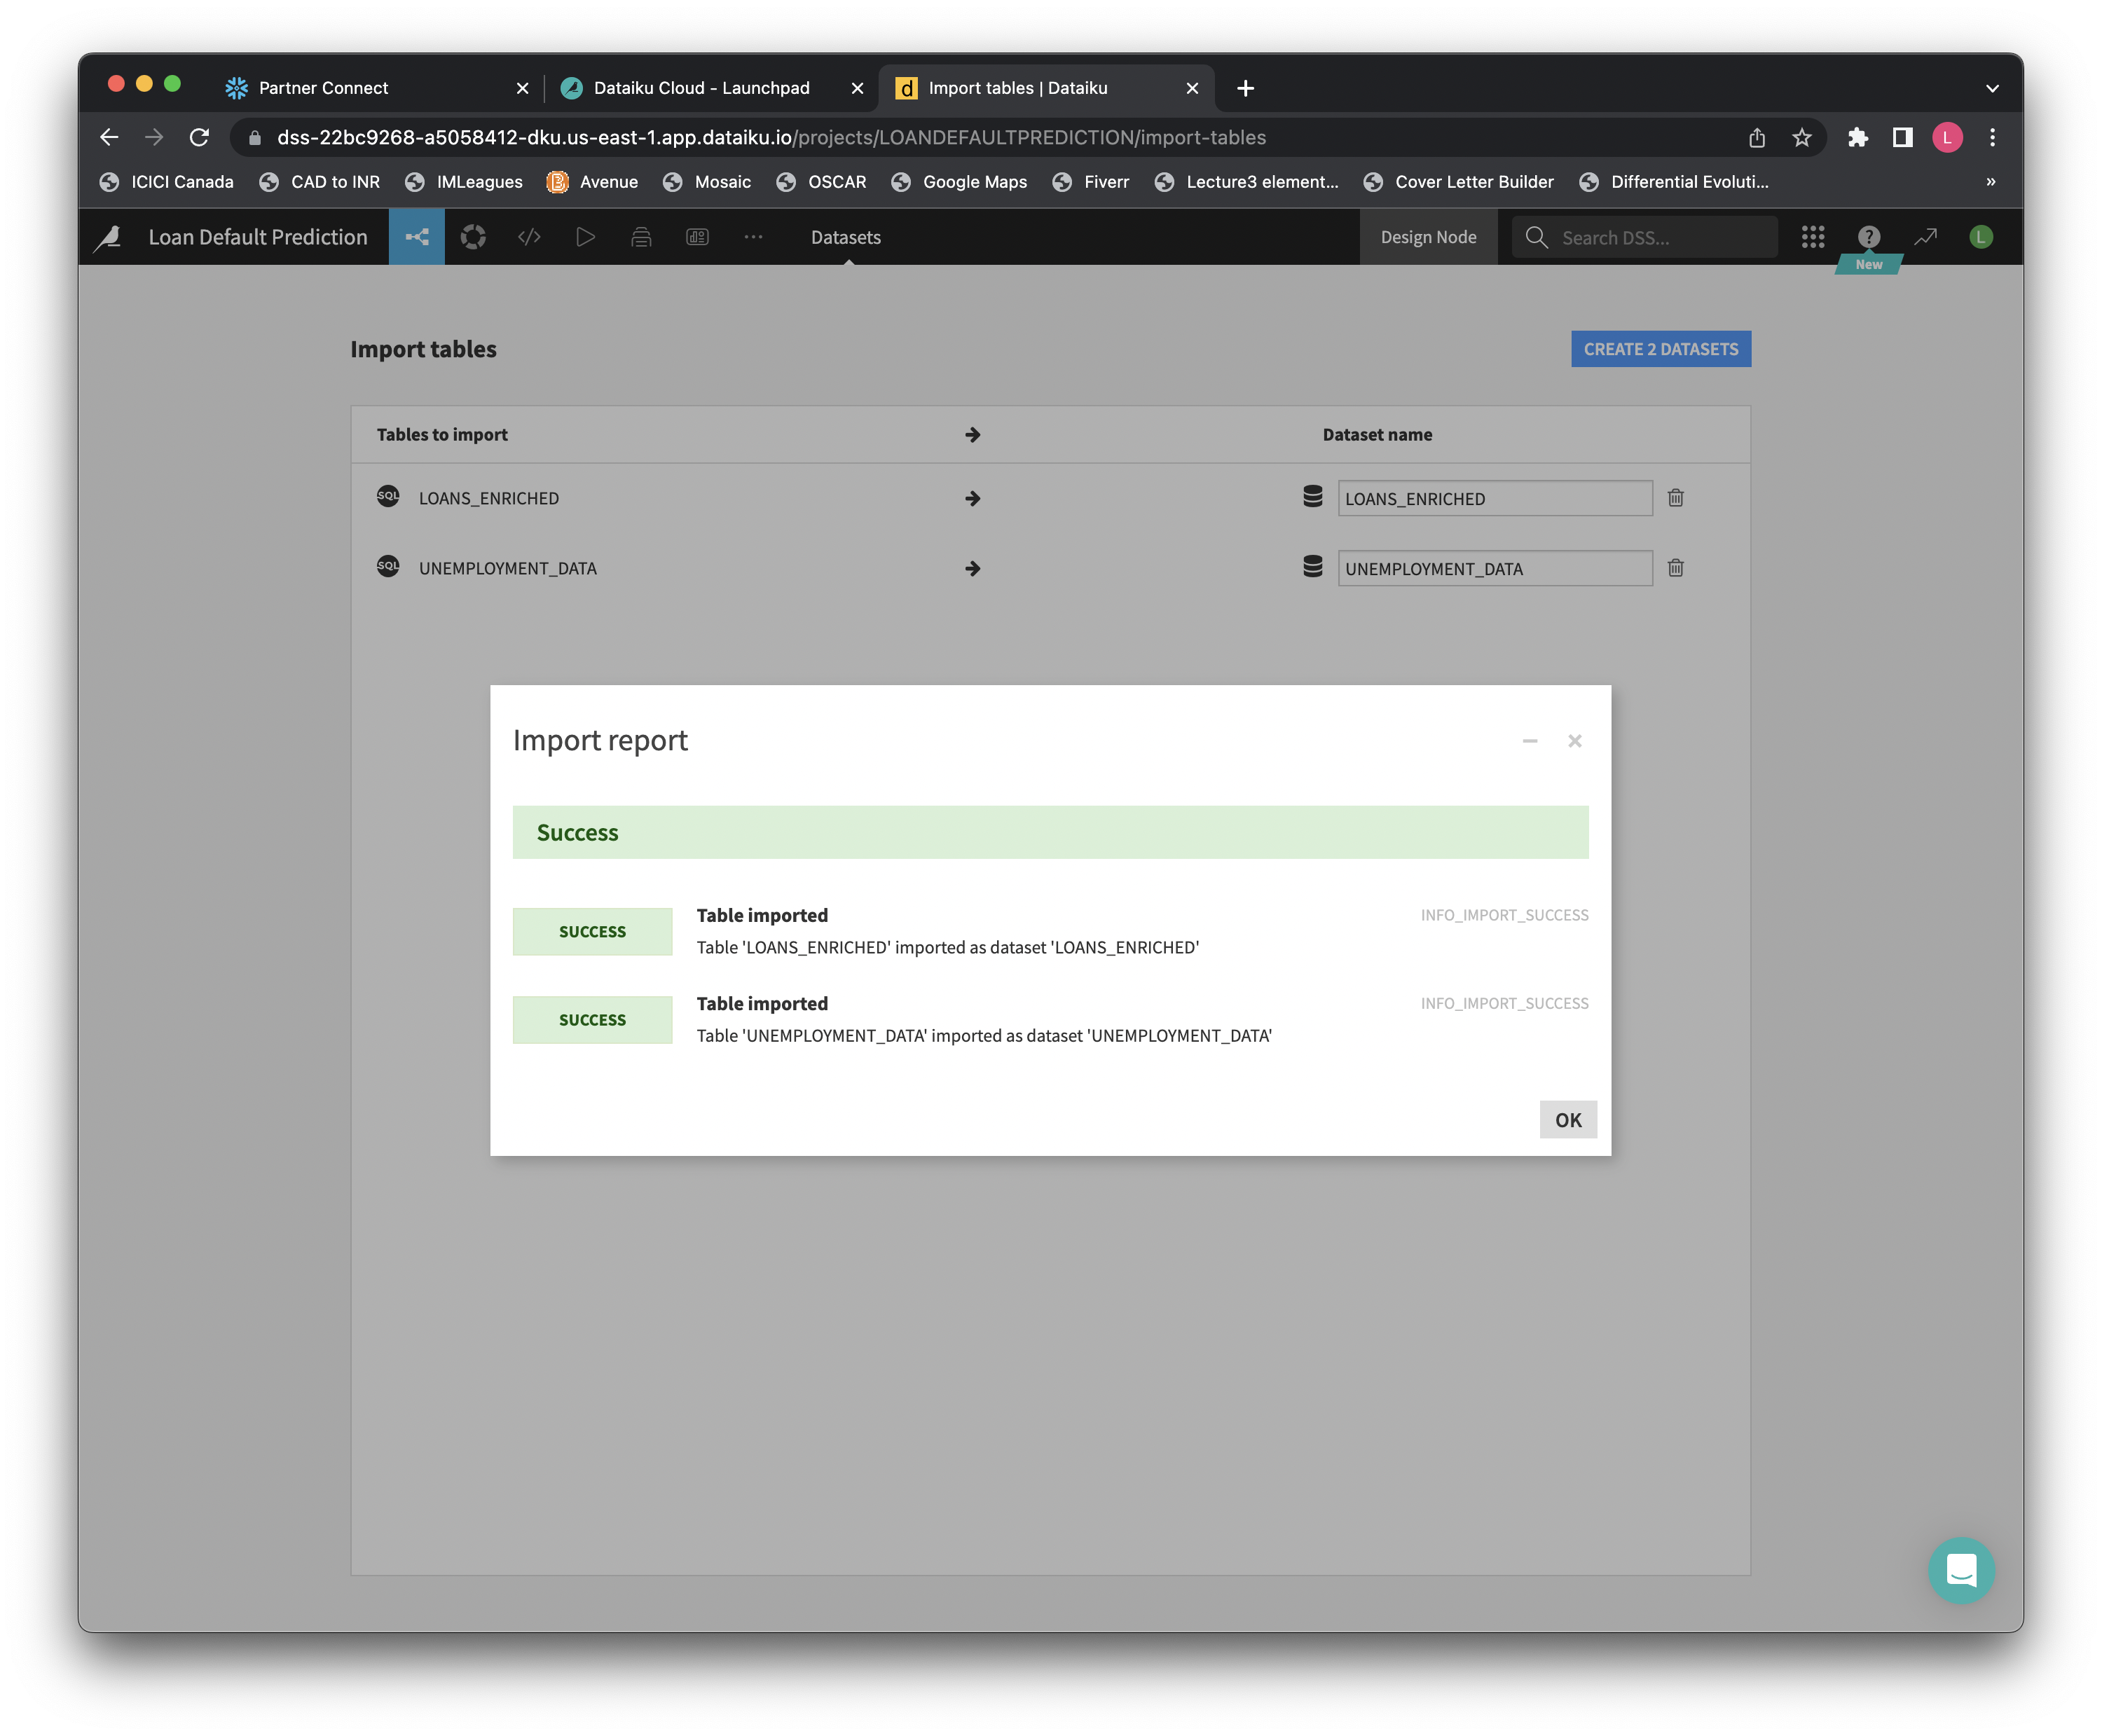 Partner Connect
Dataiku Cloud - Launchpad
d Import tables | Dataiku
dss-22bc9268-a5058412-dku.us-east-1.app.dataiku.io/projects/LOANDEFAULTPREDICTION/import-tables
L
ICICI Canada CAD to INR IMLeagues B Avenue Mosaic OSCAR Google Maps Fiverr Lecture3 element... Cover Letter Builder Differential Evoluti... »
Loan Default Prediction </> ... Datasets Design Node Search DSS... ? L
New
Import tables CREATE 2 DATASETS
Tables to import Dataset name
SQL LOANS_ENRICHED LOANS_ENRICHED
SQL UNEMPLOYMENT_DATA UNEMPLOYMENT_DATA
Import report
Success
SUCCESS
Table imported INFO_IMPORT_SUCCESS
Table 'LOANS_ENRICHED' imported as dataset 'LOANS_ENRICHED'
SUCCESS
Table imported INFO_IMPORT_SUCCESS
Table 'UNEMPLOYMENT_DATA' imported as dataset 'UNEMPLOYMENT_DATA'
OK